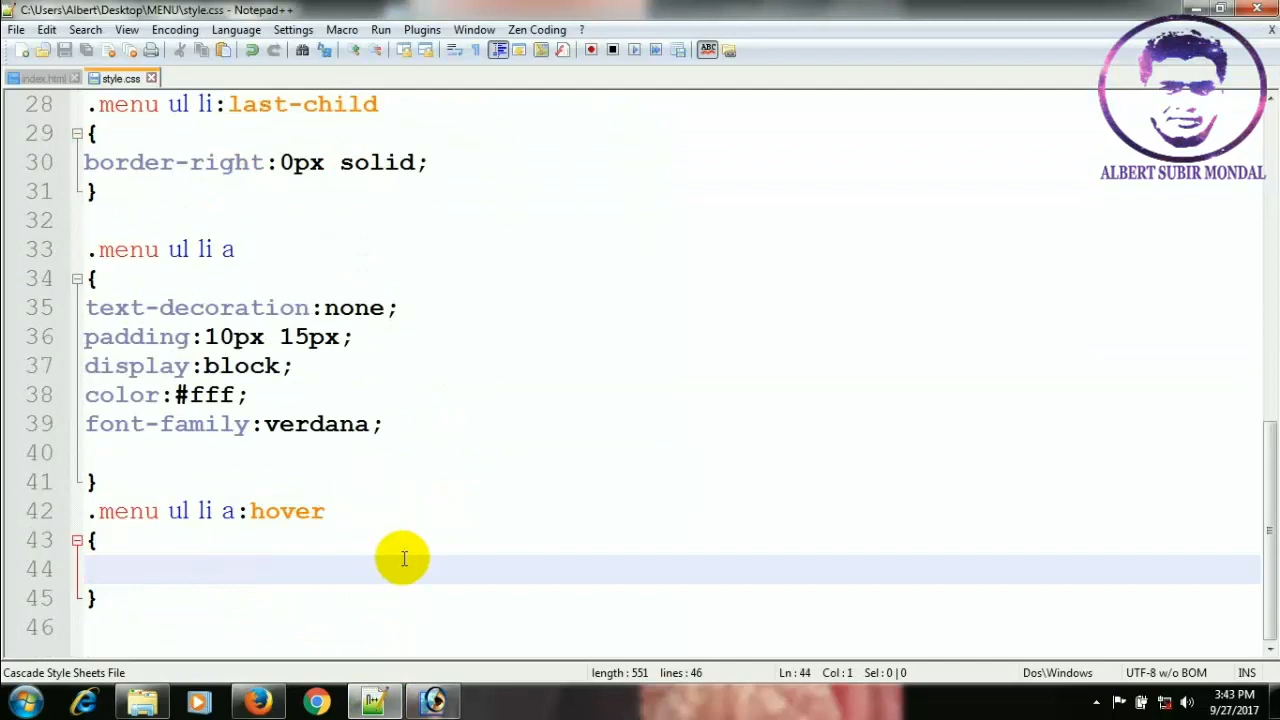 C:\Users\Albert\Desktop\MENU\style.css - Notepad++
File Edit Search View Encoding Language Settings Macro Run Plugins Window Zen Coding ? X
ABC
index.html style.css
28 .menu ul li:last-child
29 {
30 border-right:0px solid;
31 }
32
33 .menu ul li a
34 {
35 text-decoration:none;
36 padding:10px 15px;
37 display:block;
38 color:#fff;
39 font-family:verdana;
40
41 }
42 .menu ul li a:hover
43 {
44
45 }
46
ALBERT SUBIR MONDAL
Cascade Style Sheets File length : 551 lines : 46 Ln : 44 Col : 1 Sel : 0 | 0 Dos\Windows UTF-8 w/o BOM INS
3:43 PM
9/27/2017